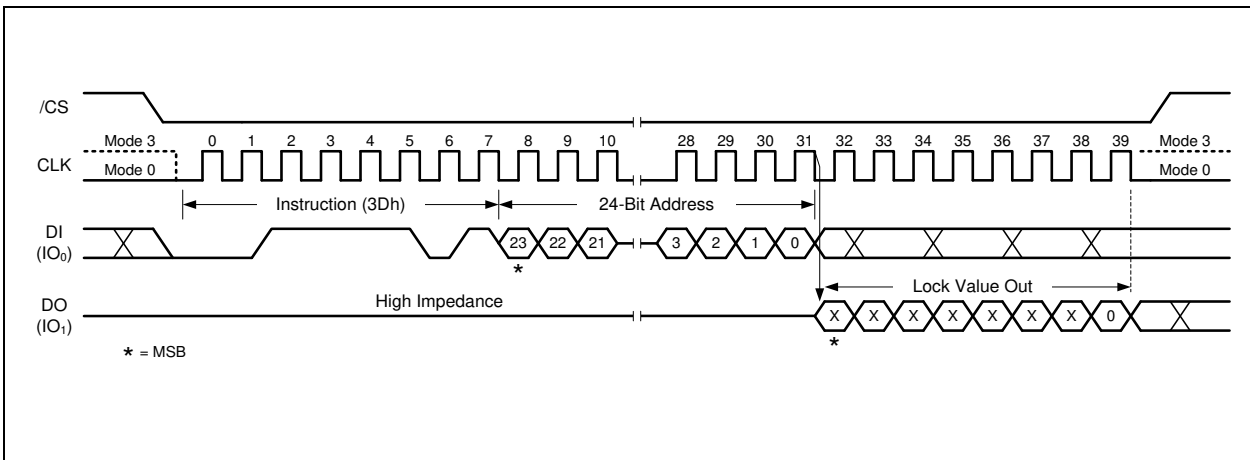 /CS
Mode 3 0 1 2 3 4 5 6 7 8 9 10 28 29 30 31 32 33 34 35 36 37 38 39 Mode 3
CLK
Mode 0 Mode 0
Instruction (3Dh) 24-Bit Address
DI
(IO₀)
23 22 21 3 2 1 0
*
High Impedance Lock Value Out
DO
(IO₁)
X X X X X X X 0
*
* = MSB